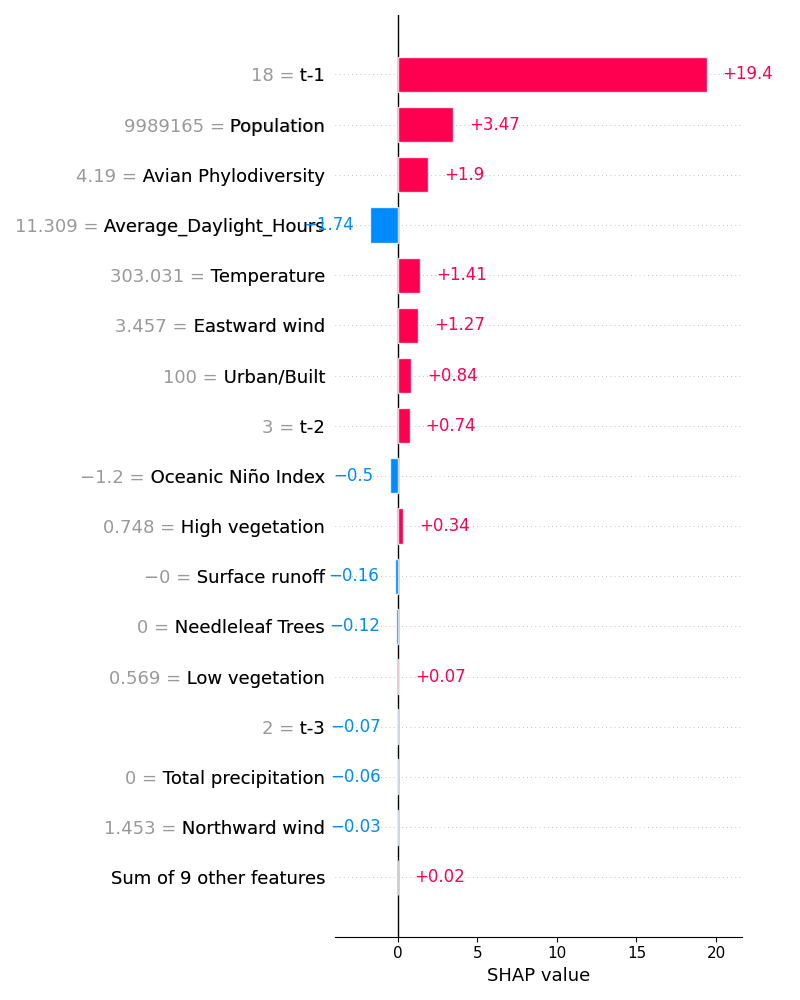 18 = t-1 +19.4
9989165 = Population +3.47
4.19 = Avian Phylodiversity +1.9
11.309 = Average_Daylight_Hours −1.74
303.031 = Temperature +1.41
3.457 = Eastward wind +1.27
100 = Urban/Built +0.84
3 = t-2 +0.74
−1.2 = Oceanic Niño Index −0.5
0.748 = High vegetation +0.34
−0 = Surface runoff −0.16
0 = Needleleaf Trees −0.12
0.569 = Low vegetation +0.07
2 = t-3 −0.07
0 = Total precipitation −0.06
1.453 = Northward wind −0.03
Sum of 9 other features +0.02
0 5 10 15 20
SHAP value